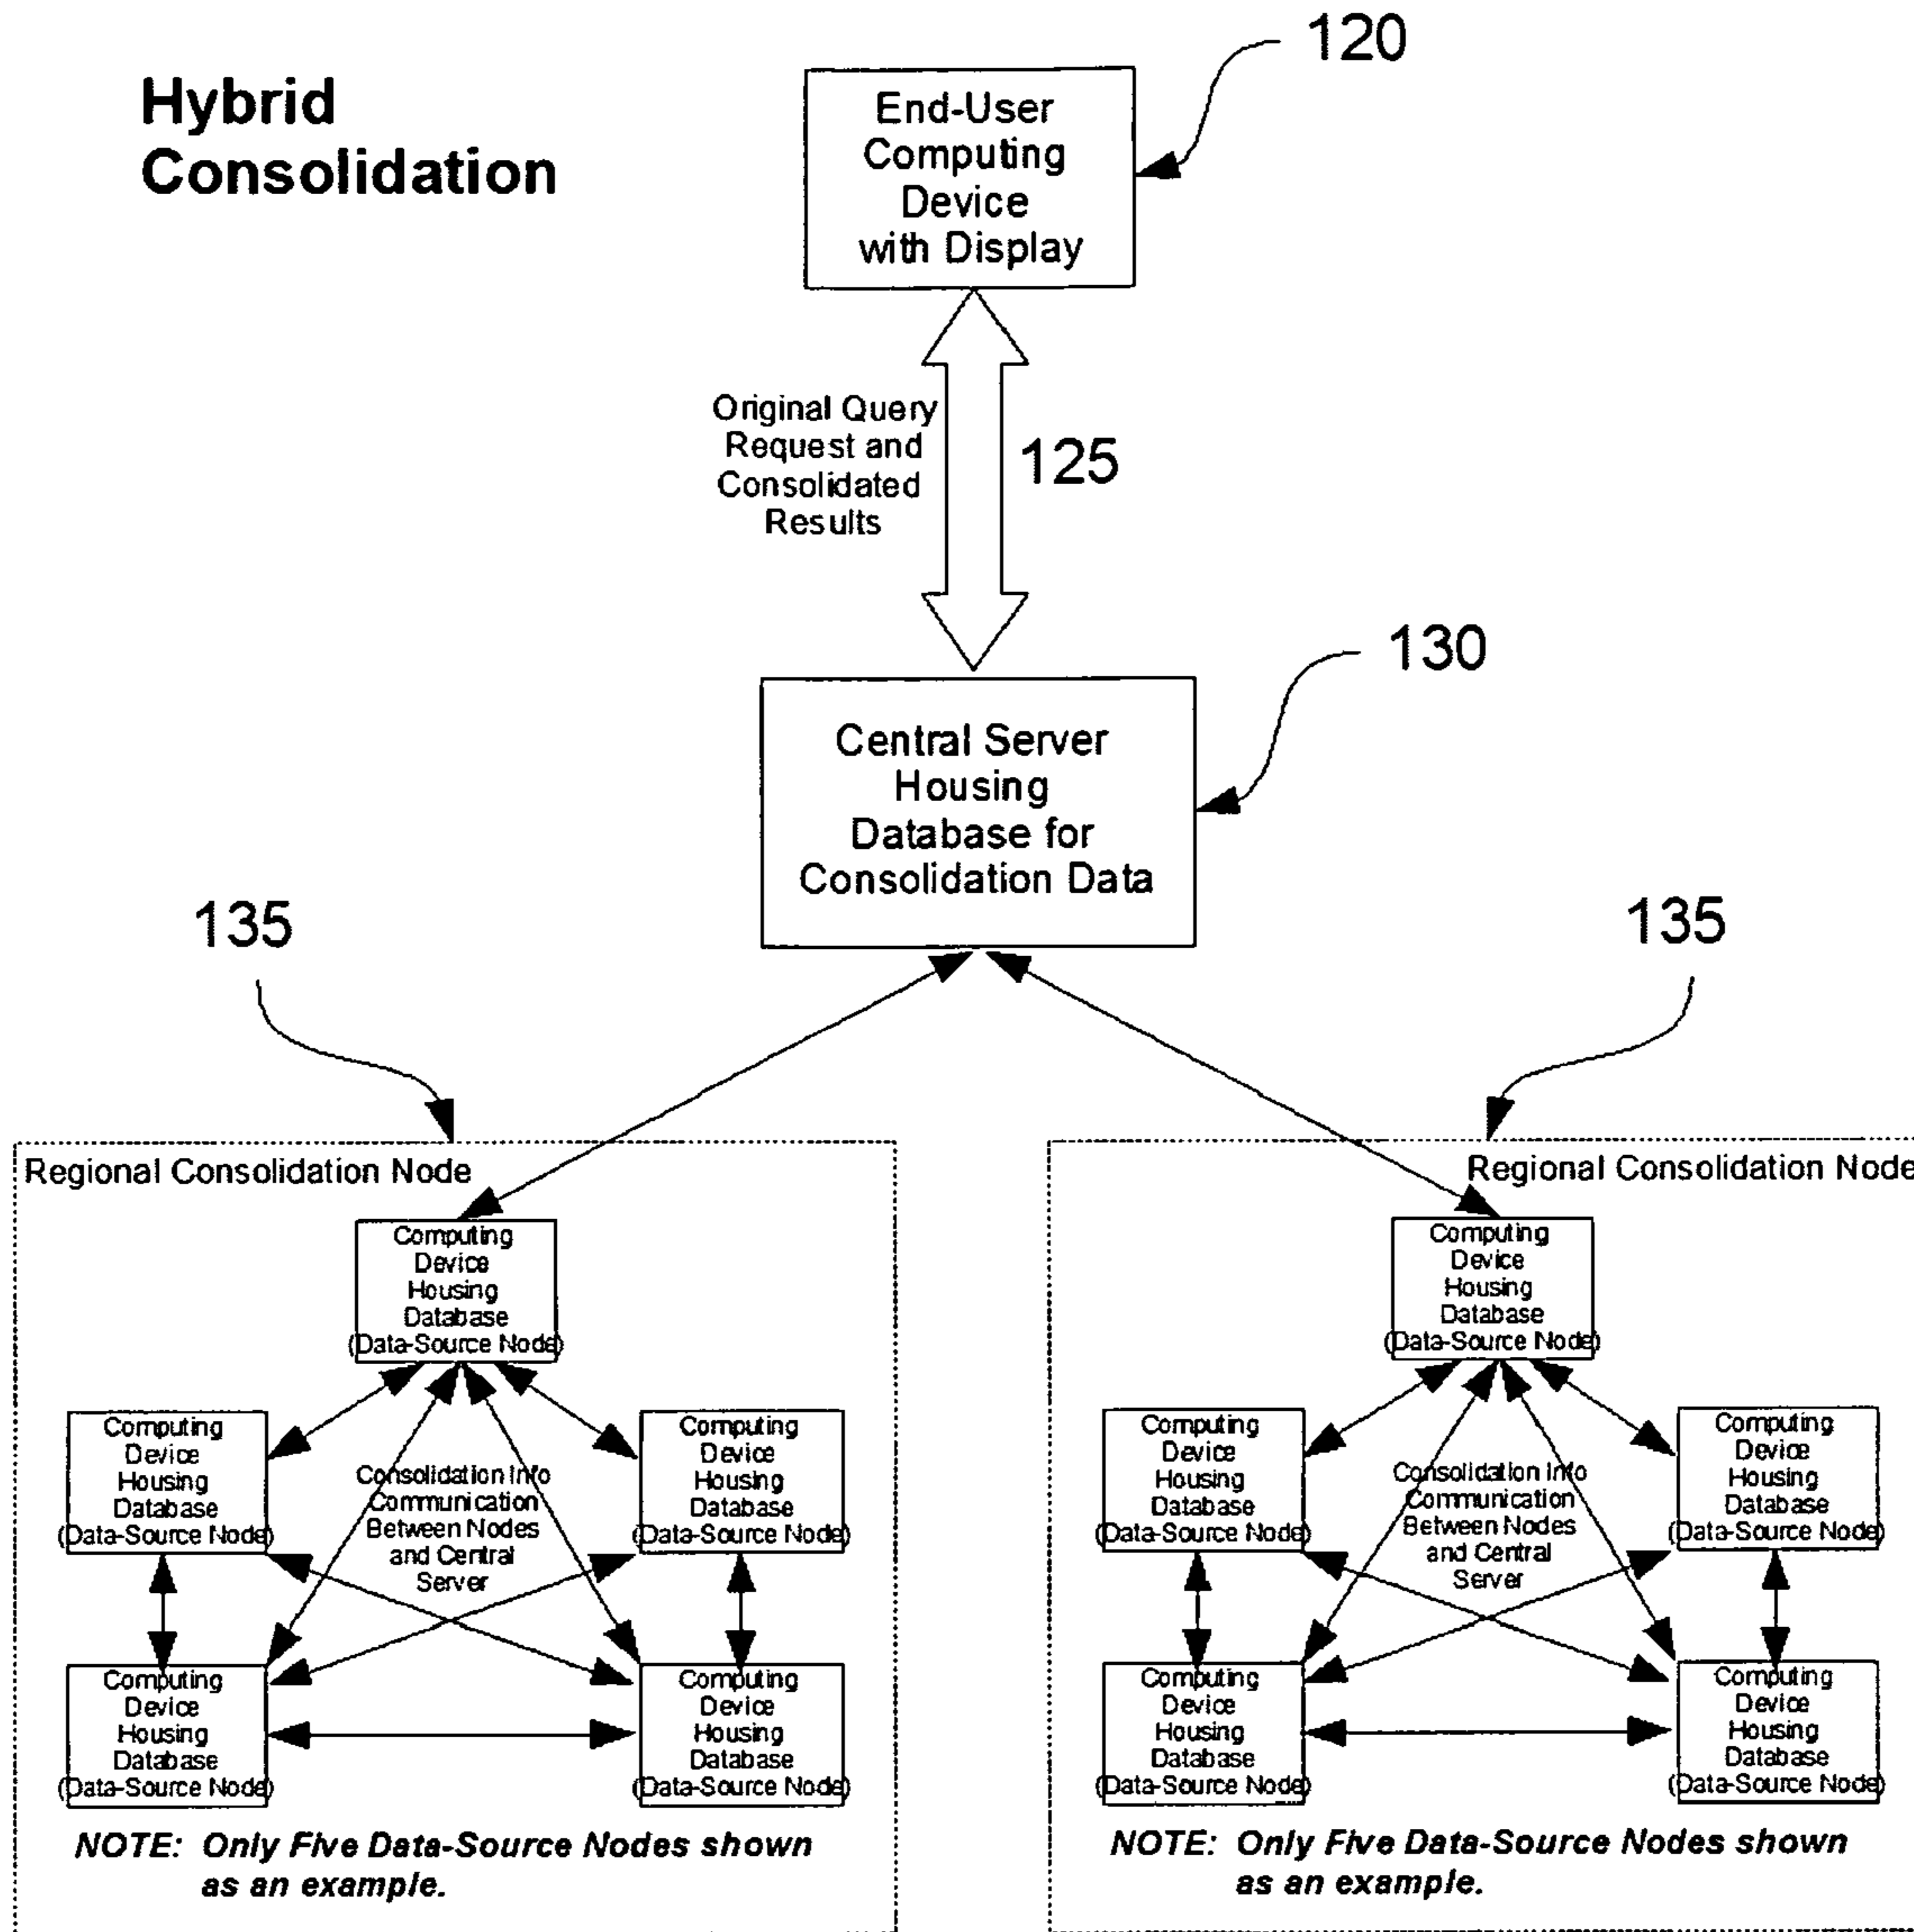 Hybrid
Consolidation
120
End-User
Computing
Device
with Display
Original Query
Request and
Consolidated
Results
125
130
Central Server
Housing
Database for
Consolidation Data
135
135
Regional Consolidation Node
Computing
Device
Housing
Database
(Data-Source Node)
Computing
Device
Housing
Database
(Data-Source Node)
Consolidation Info
Communication
Between Nodes
and Central
Server
Computing
Device
Housing
Database
(Data-Source Node)
Computing
Device
Housing
Database
(Data-Source Node)
Computing
Device
Housing
Database
(Data-Source Node)
NOTE: Only Five Data-Source Nodes shown
as an example.
Regional Consolidation Node
Computing
Device
Housing
Database
(Data-Source Node)
Computing
Device
Housing
Database
(Data-Source Node)
Consolidation Info
Communication
Between Nodes
and Central
Server
Computing
Device
Housing
Database
(Data-Source Node)
Computing
Device
Housing
Database
(Data-Source Node)
Computing
Device
Housing
Database
(Data-Source Node)
NOTE: Only Five Data-Source Nodes shown
as an example.